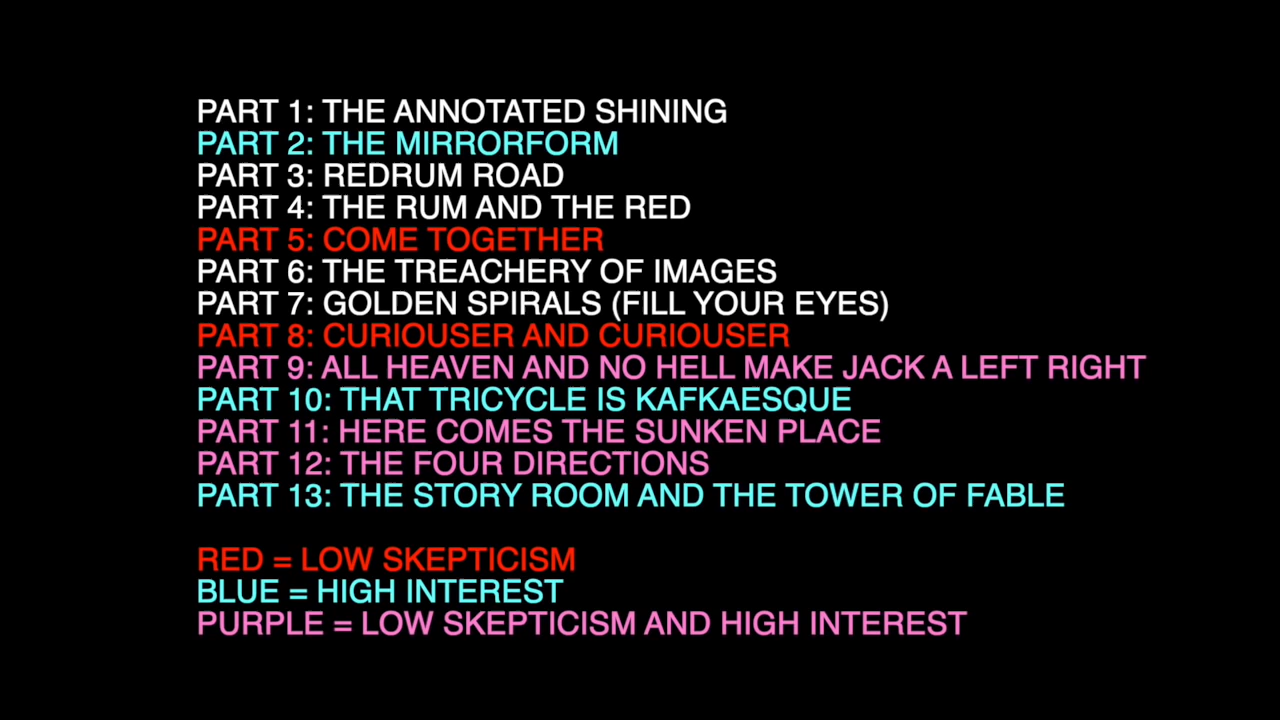 PART 1: THE ANNOTATED SHINING
PART 2: THE MIRRORFORM
PART 3: REDRUM ROAD
PART 4: THE RUM AND THE RED
PART 5: COME TOGETHER
PART 6: THE TREACHERY OF IMAGES
PART 7: GOLDEN SPIRALS (FILL YOUR EYES)
PART 8: CURIOUSER AND CURIOUSER
PART 9: ALL HEAVEN AND NO HELL MAKE JACK A LEFT RIGHT
PART 10: THAT TRICYCLE IS KAFKAESQUE
PART 11: HERE COMES THE SUNKEN PLACE
PART 12: THE FOUR DIRECTIONS
PART 13: THE STORY ROOM AND THE TOWER OF FABLE
RED = LOW SKEPTICISM
BLUE = HIGH INTEREST
PURPLE = LOW SKEPTICISM AND HIGH INTEREST